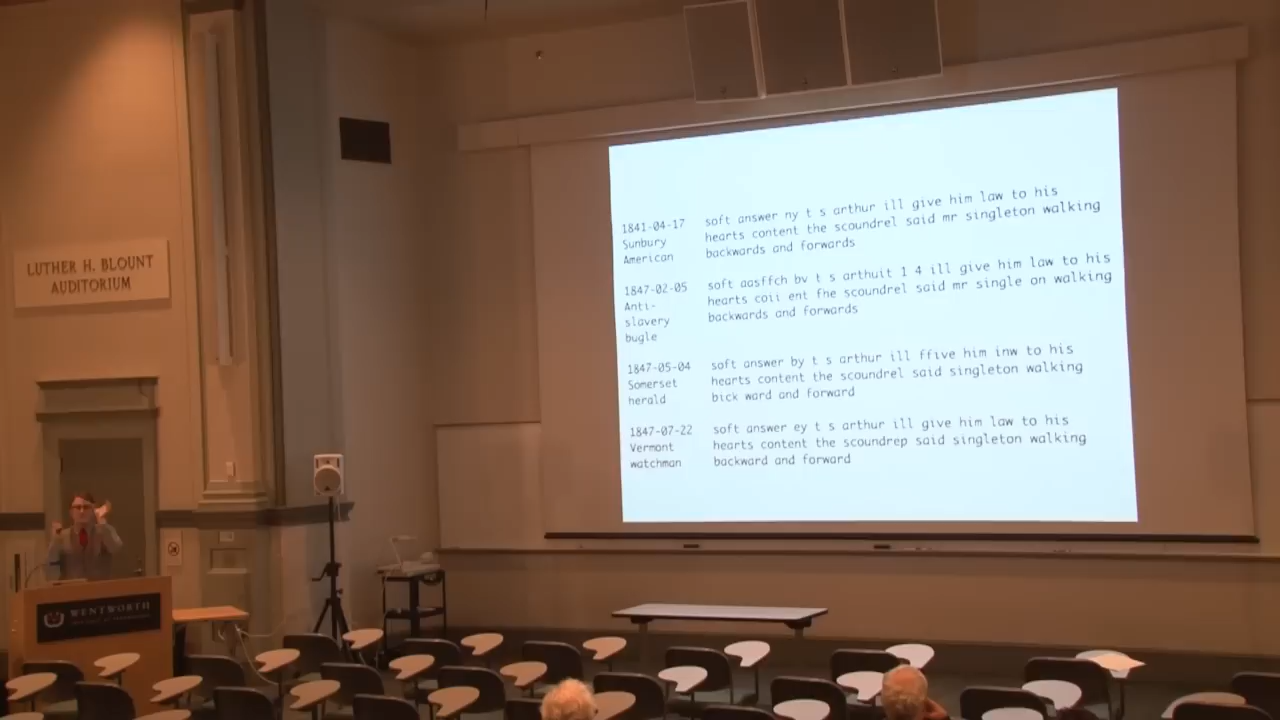 LUTHER H. BLOUNT
AUDITORIUM
1841-04-17
Sunbury
American
soft answer ny t s arthur ill give him law to his
hearts content the scoundrel said mr singleton walking
backwards and forwards
1847-02-05
Anti-
slavery
bugle
soft aasffch bv t s arthuit 1 4 ill give him law to his
hearts coii ent fne scoundrel said mr single on walking
backwards and forwards
1847-05-04
Somerset
herald
soft answer by t s arthur ill ffive him inw to his
hearts content the scoundrel said singleton walking
bick ward and forward
1847-07-22
Vermont
watchman
soft answer ey t s arthur ill give him law to his
hearts content the scoundrep said singleton walking
backward and forward
WENTWORTH